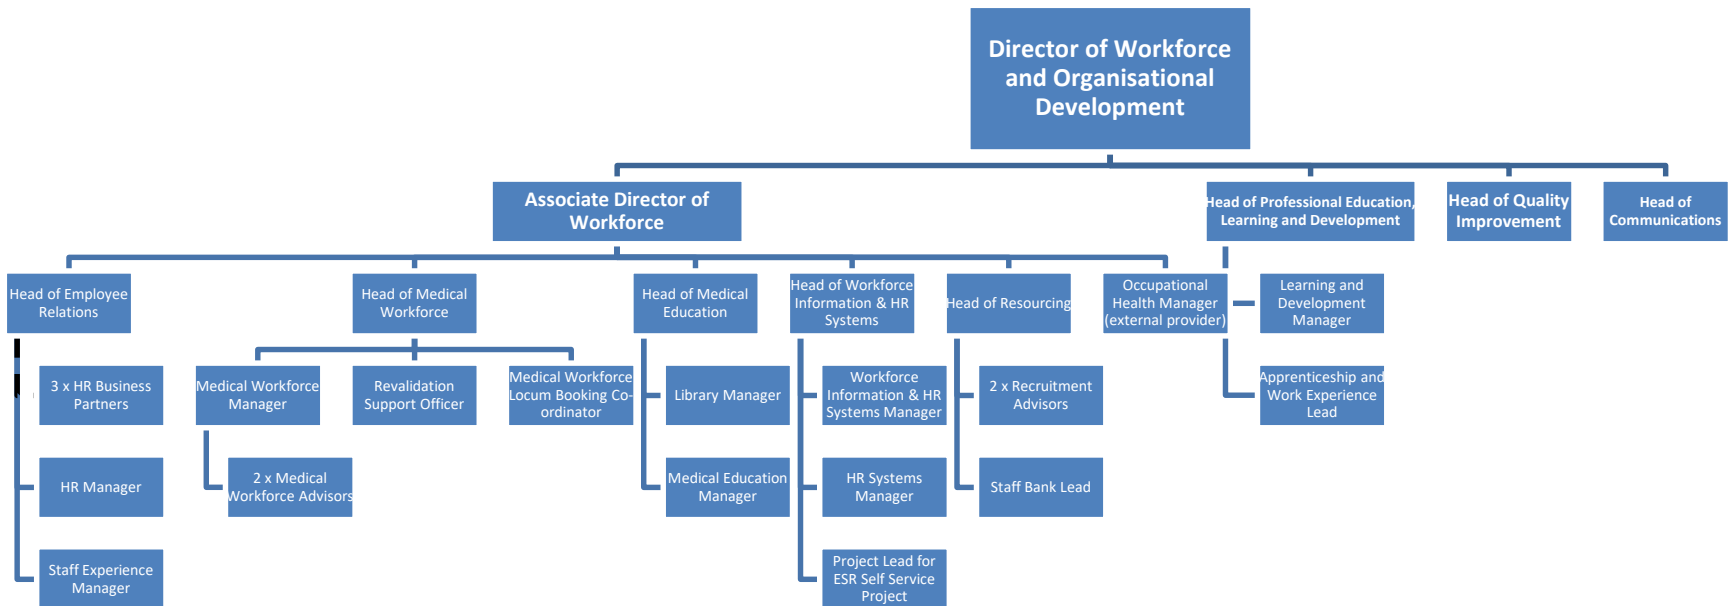 Director of Workforce
and Organisational
Development
Associate Director of
Workforce
Head of Professional Education,
Learning and Development
Head of Quality
Improvement
Head of
Communications
Head of Employee
Relations
Head of Medical
Workforce
Head of Medical
Education
Head of Workforce
Information & HR
Systems
Head of Resourcing
Occupational
Health Manager
(external provider)
Learning and
Development
Manager
3 x HR Business
Partners
Medical Workforce
Manager
Revalidation
Support Officer
Medical Workforce
Locum Booking Co-
ordinator
Library Manager
Workforce
Information & HR
Systems Manager
2 x Recruitment
Advisors
Apprenticeship and
Work Experience
Lead
HR Manager
2 x Medical
Workforce Advisors
Medical Education
Manager
HR Systems
Manager
Staff Bank Lead
Staff Experience
Manager
Project Lead for
ESR Self Service
Project